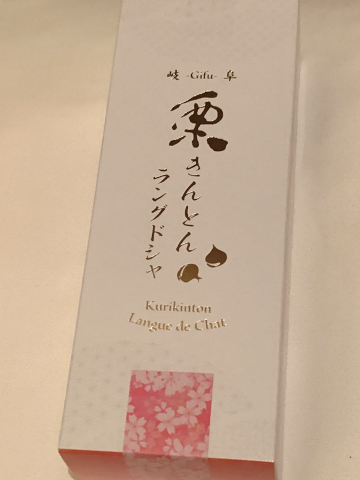 岐 -Gifu- 阜
栗きんとん
ラングドシャ
Kurikinton
Langue de Chat